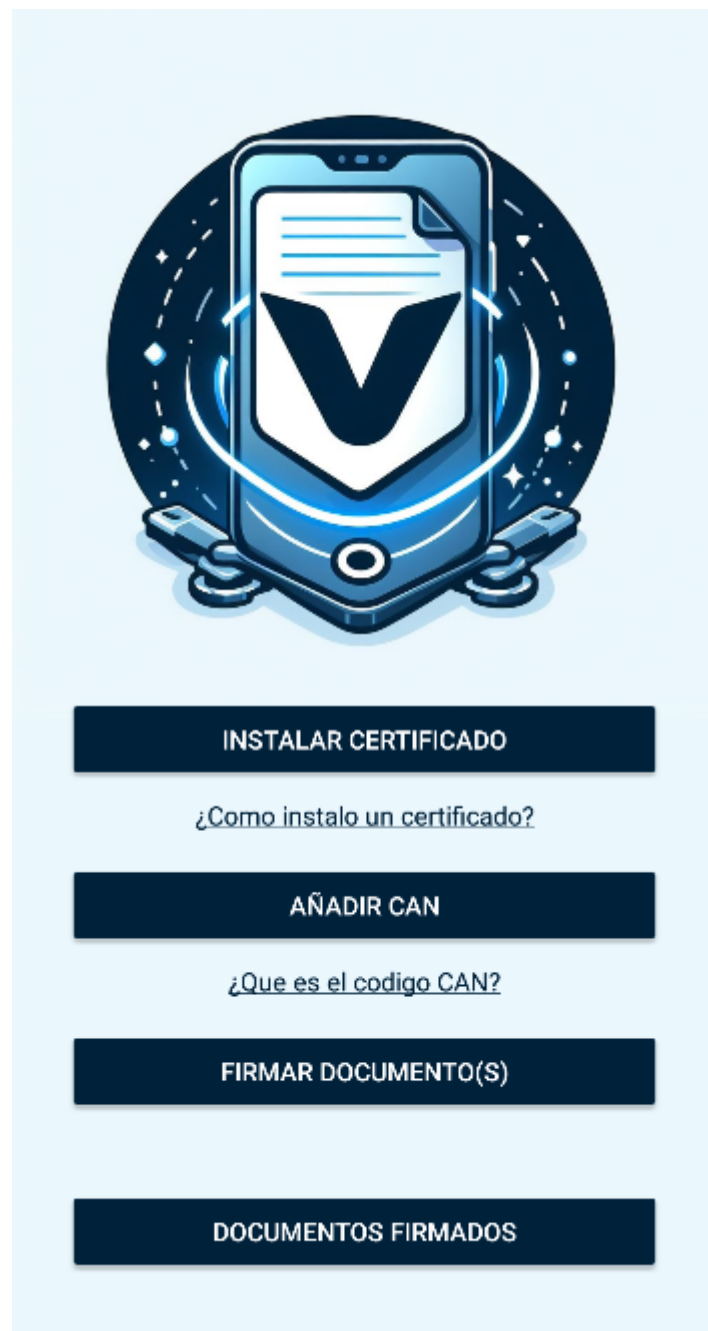 INSTALAR CERTIFICADO
¿Como instalo un certificado?
AÑADIR CAN
¿Que es el codigo CAN?
FIRMAR DOCUMENTO(S)
DOCUMENTOS FIRMADOS